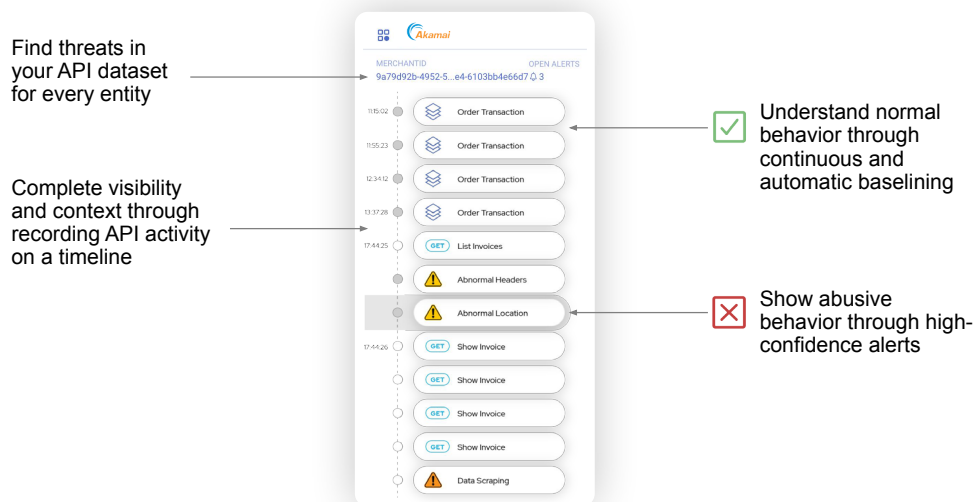 Find threats in
your API dataset
for every entity
Complete visibility
and context through
recording API activity
on a timeline
Akamai
MERCHANTID
OPEN ALERTS
9a79d92b-4952-5...e4-6103bb4e66d7 3
11:15:02
Order Transaction
11:55:23
Order Transaction
12:34:12
Order Transaction
13:37:28
Order Transaction
17:44:25
GET List Invoices
Abnormal Headers
Abnormal Location
17:44:26
GET Show Invoice
GET Show Invoice
GET Show Invoice
GET Show Invoice
Data Scraping
Understand normal
behavior through
continuous and
automatic baselining
Show abusive
behavior through high-
confidence alerts